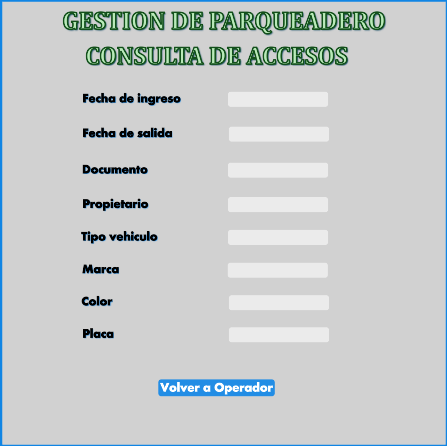 GESTION DE PARQUEADERO
CONSULTA DE ACCESOS
Fecha de ingreso
Fecha de salida
Documento
Propietario
Tipo vehiculo
Marca
Color
Placa
Volver a Operador